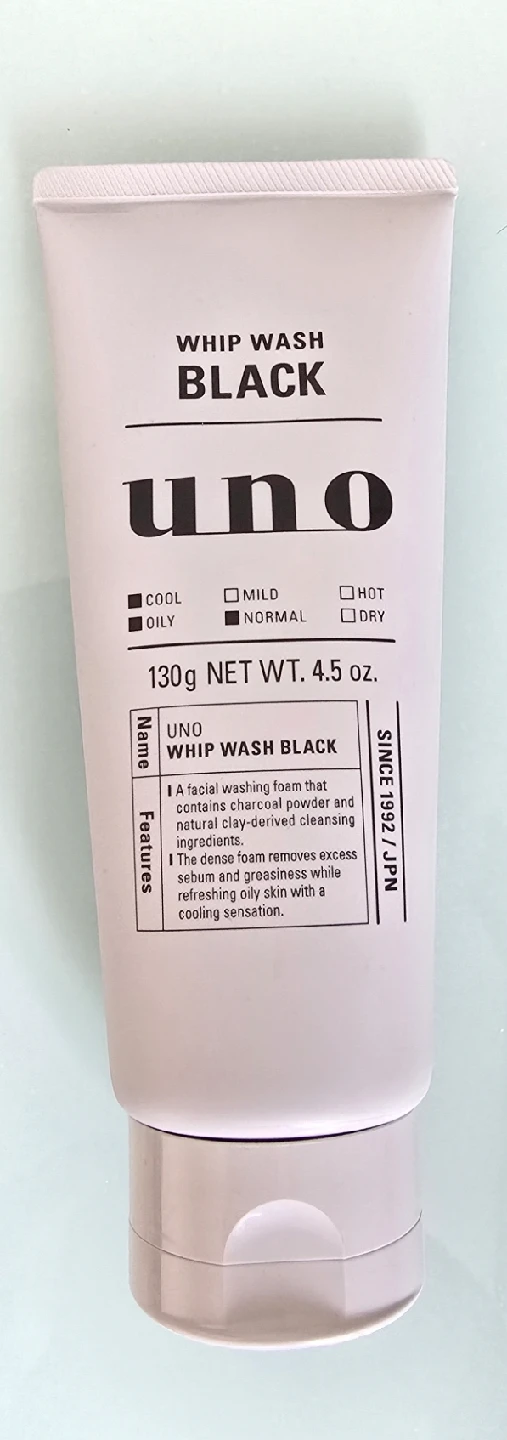 WHIP WASH
BLACK
uno
■ COOL □ MILD □ HOT
■ OILY ■ NORMAL □ DRY
130g NET WT. 4.5 oz.
Name
UNO
WHIP WASH BLACK
Features
A facial washing foam that
contains charcoal powder and
natural clay-derived cleansing
ingredients.
The dense foam removes excess
sebum and greasiness while
refreshing oily skin with a
cooling sensation.
SINCE 1992 / JPN